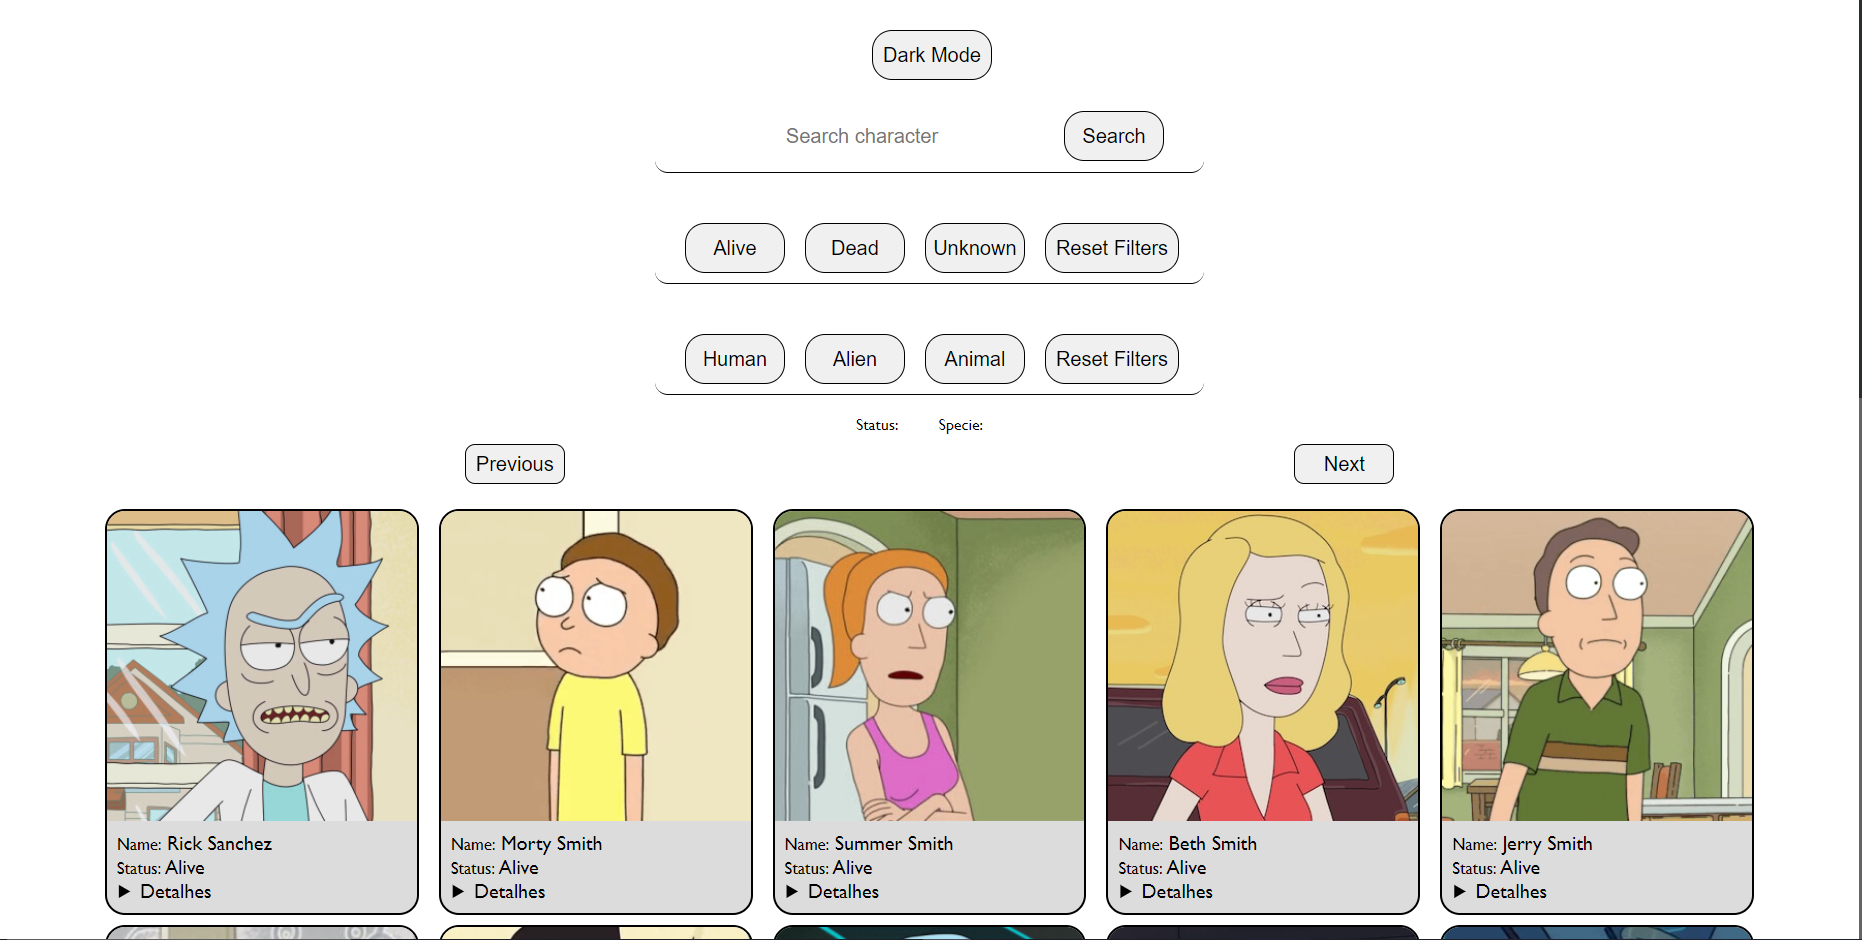 Dark Mode
Search character Search
Alive Dead Unknown Reset Filters
Human Alien Animal Reset Filters
Status: Specie:
Previous Next
Name: Rick Sanchez
Status: Alive
▶ Detalhes
Name: Morty Smith
Status: Alive
▶ Detalhes
Name: Summer Smith
Status: Alive
▶ Detalhes
Name: Beth Smith
Status: Alive
▶ Detalhes
Name: Jerry Smith
Status: Alive
▶ Detalhes